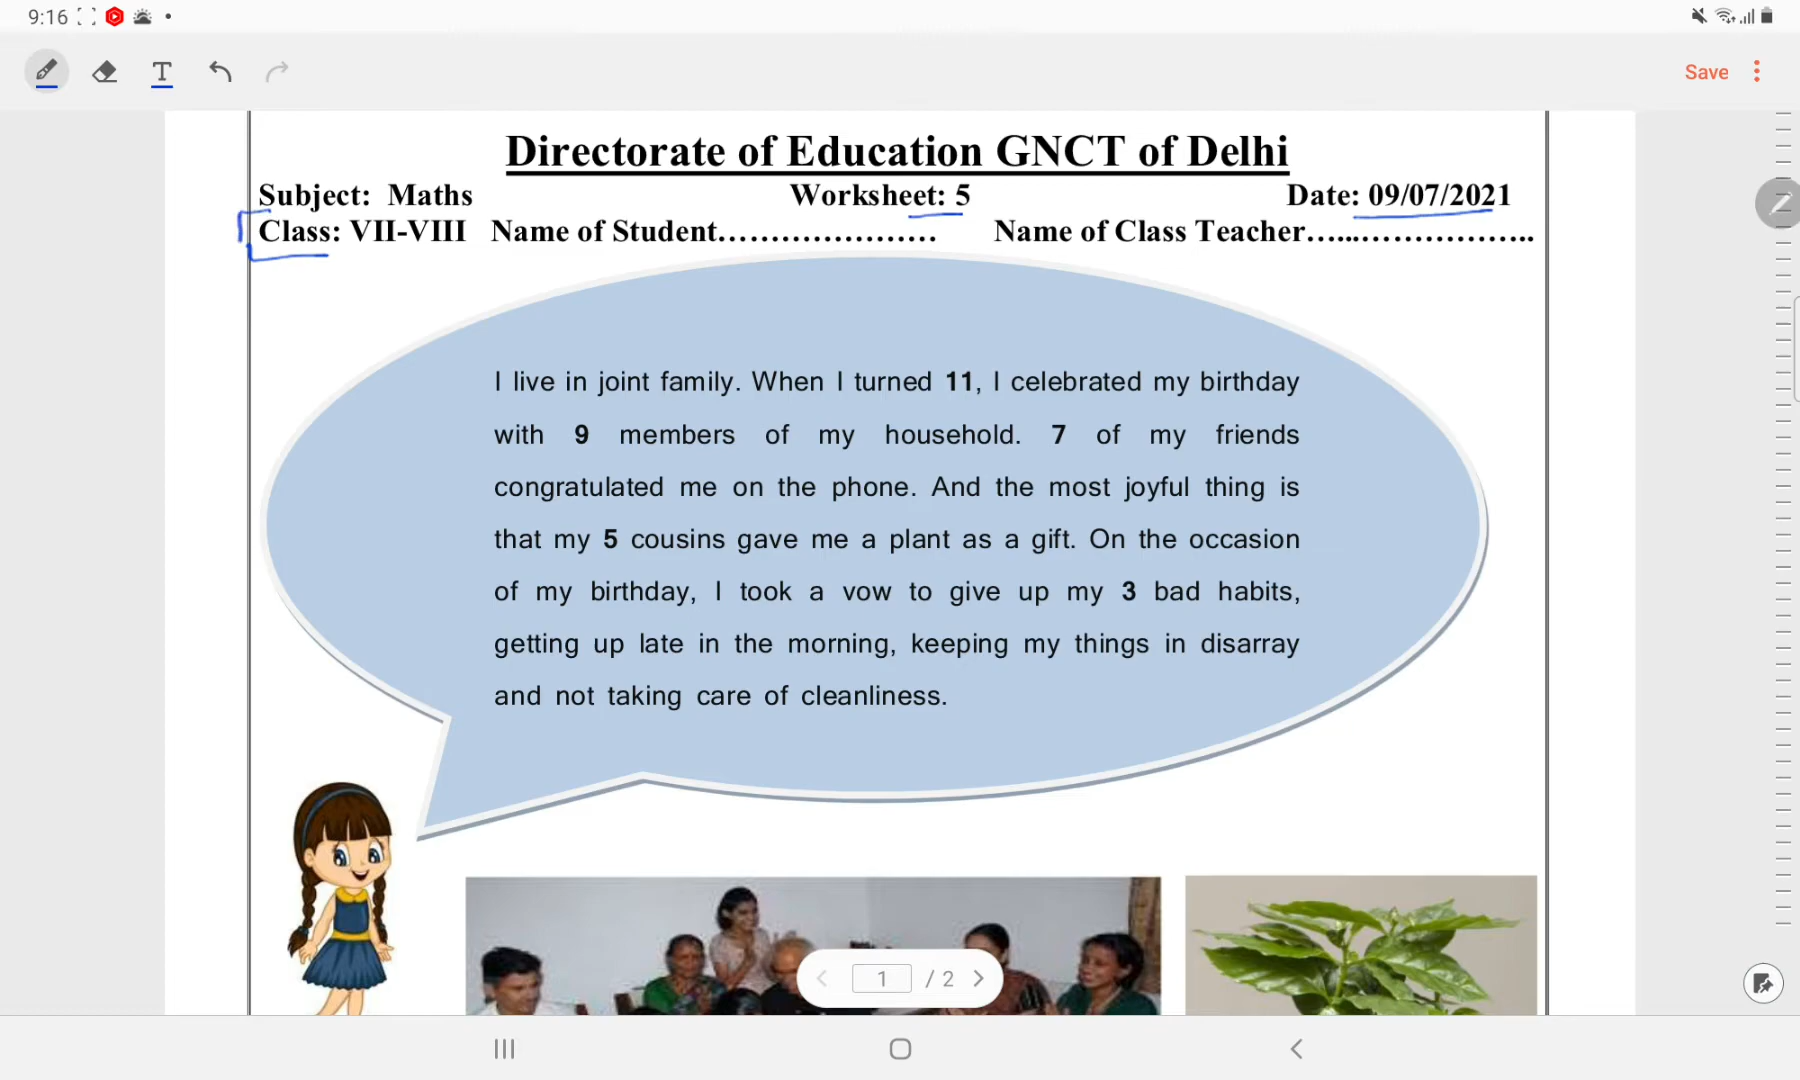 9:16
Save
Directorate of Education GNCT of Delhi
Subject: Maths Worksheet: 5 Date: 09/07/2021
Class: VII-VIII Name of Student………………… Name of Class Teacher…...……………..
I live in joint family. When I turned 11, I celebrated my birthday
with 9 members of my household. 7 of my friends
congratulated me on the phone. And the most joyful thing is
that my 5 cousins gave me a plant as a gift. On the occasion
of my birthday, I took a vow to give up my 3 bad habits,
getting up late in the morning, keeping my things in disarray
and not taking care of cleanliness.
1 / 2